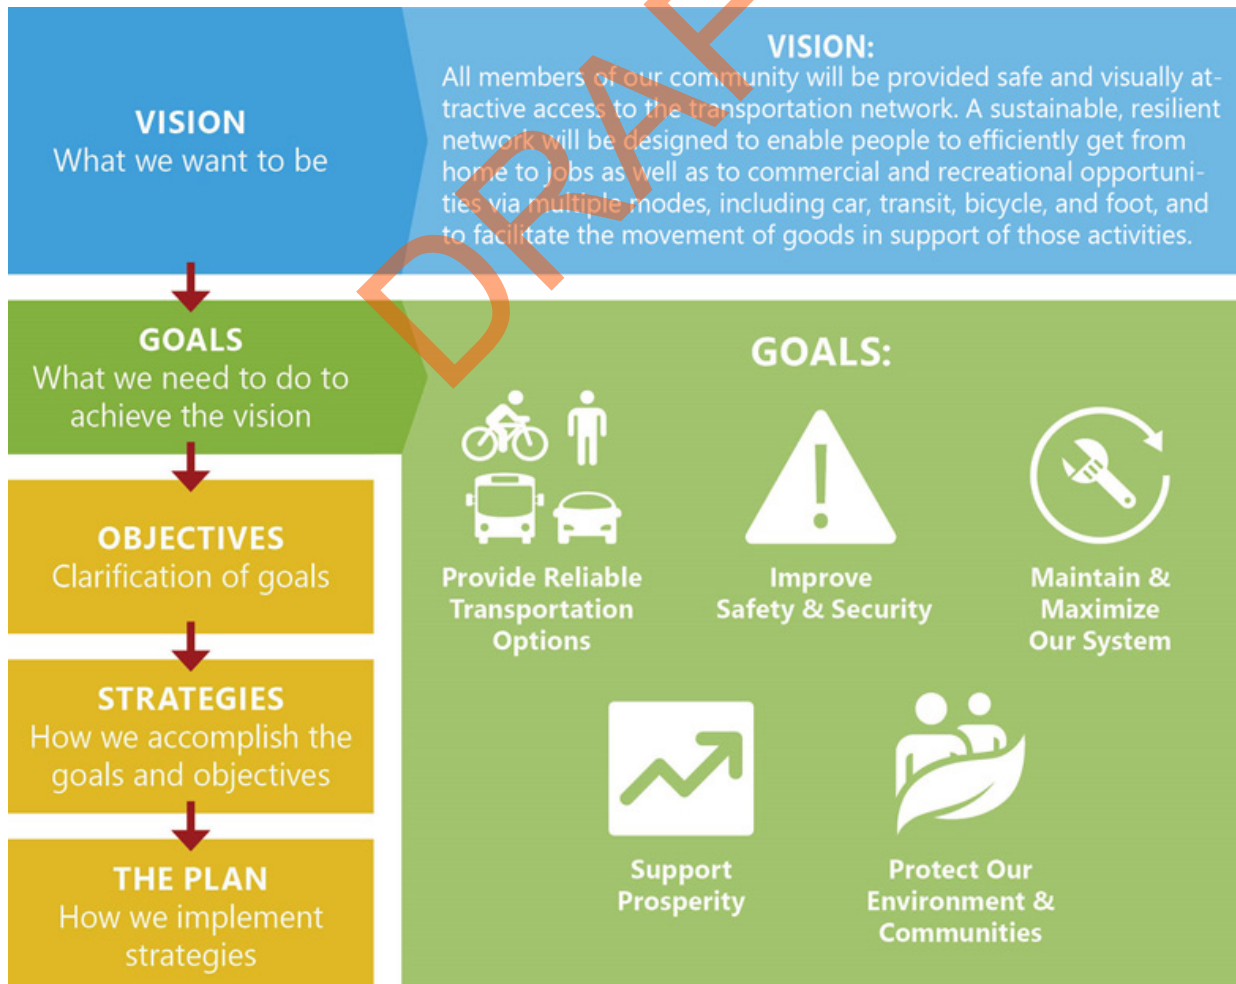 VISION
What we want to be
VISION:
All members of our community will be provided safe and visually at-
tractive access to the transportation network. A sustainable, resilient
network will be designed to enable people to efficiently get from
home to jobs as well as to commercial and recreational opportuni-
ties via multiple modes, including car, transit, bicycle, and foot, and
to facilitate the movement of goods in support of those activities.
GOALS
What we need to do to
achieve the vision
OBJECTIVES
Clarification of goals
STRATEGIES
How we accomplish the
goals and objectives
THE PLAN
How we implement
strategies
GOALS:
Provide Reliable
Transportation
Options
Improve
Safety & Security
Maintain &
Maximize
Our System
Support
Prosperity
Protect Our
Environment &
Communities
DRAF